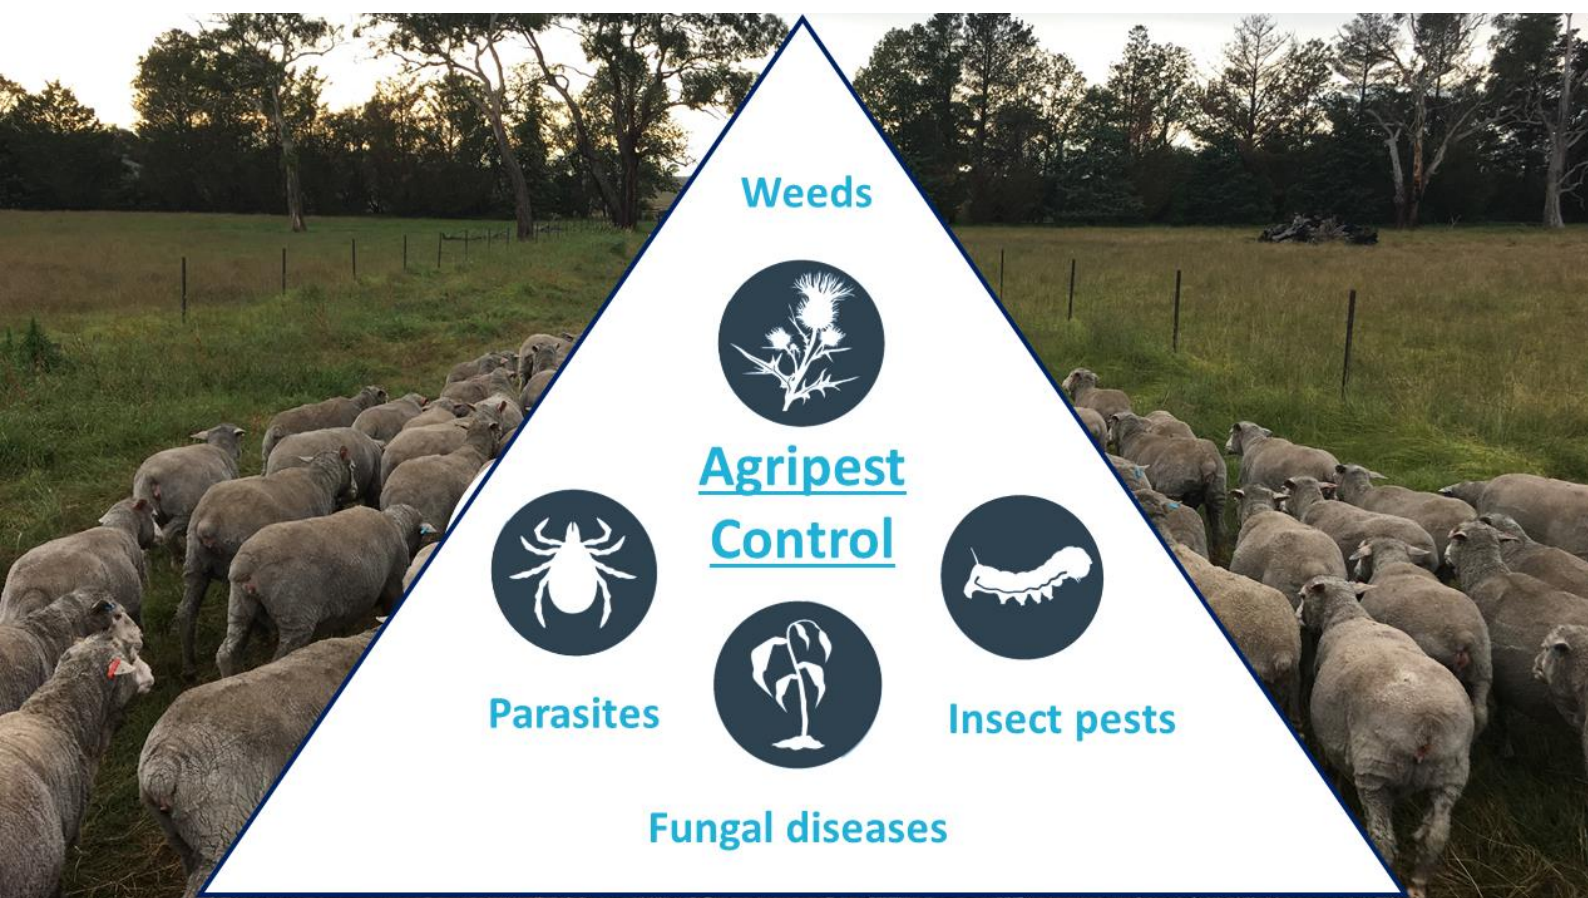 Weeds
Agripest
Control
Parasites
Insect pests
Fungal diseases